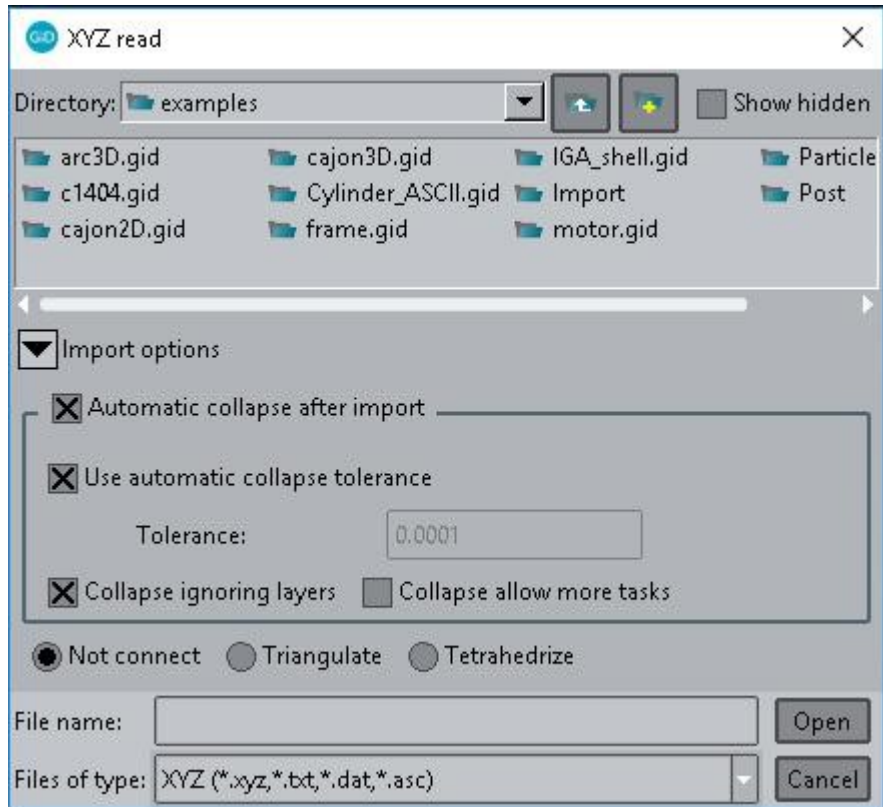 GiD XYZ read
Directory: examples Show hidden
arc3D.gid cajon3D.gid IGA_shell.gid Particle
c1404.gid Cylinder_ASCII.gid Import Post
cajon2D.gid frame.gid motor.gid
Import options
Automatic collapse after import
Use automatic collapse tolerance
Tolerance: 0.0001
Collapse ignoring layers Collapse allow more tasks
Not connect Triangulate Tetrahedrize
File name: Open
Files of type: XYZ (*.xyz,*.txt,*.dat,*.asc) Cancel